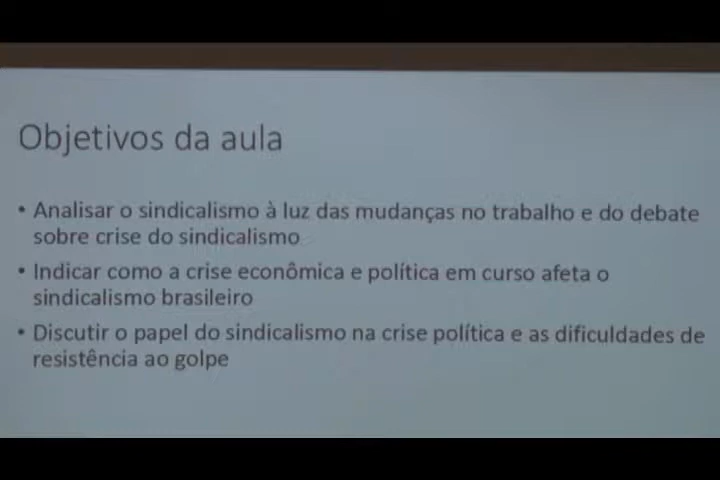 Objetivos da aula
• Analisar o sindicalismo à luz das mudanças no trabalho e do debate
sobre crise do sindicalismo
• Indicar como a crise econômica e política em curso afeta o
sindicalismo brasileiro
• Discutir o papel do sindicalismo na crise política e as dificuldades de
resistência ao golpe